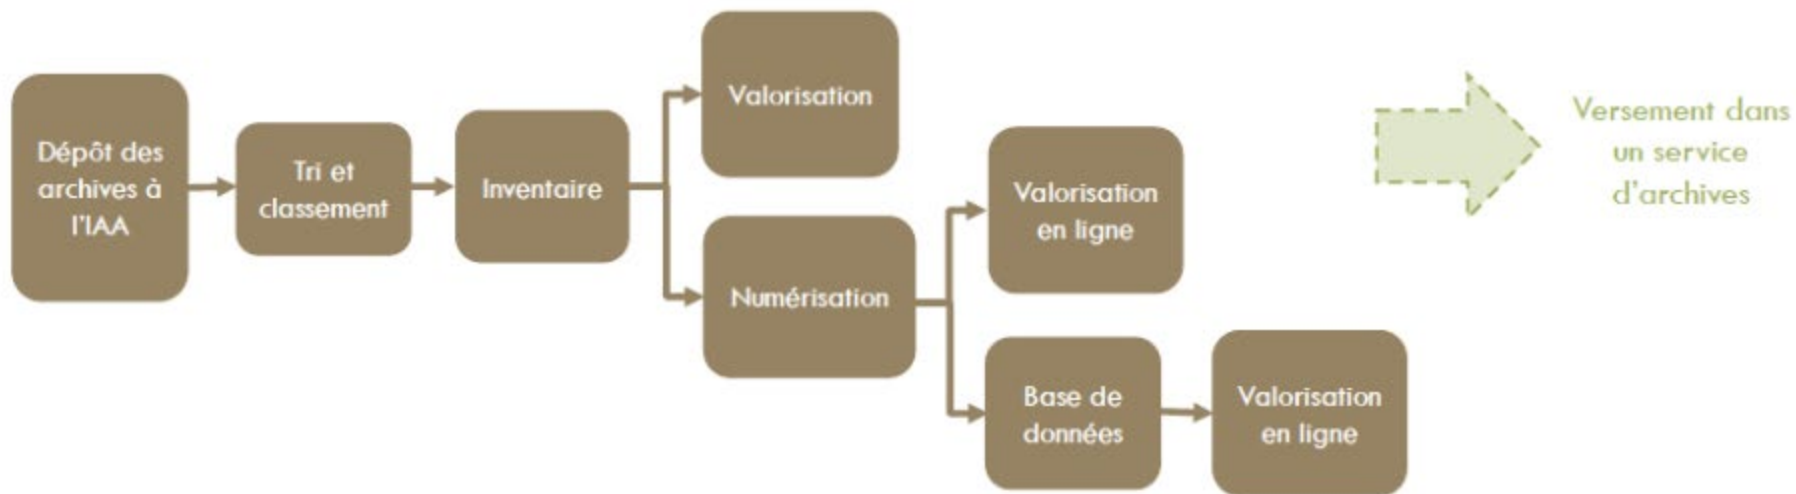 Dépôt des
archives à
l'IAA
Tri et
classement
Inventaire
Valorisation
Numérisation
Valorisation
en ligne
Base de
données
Valorisation
en ligne
Versement dans
un service
d'archives